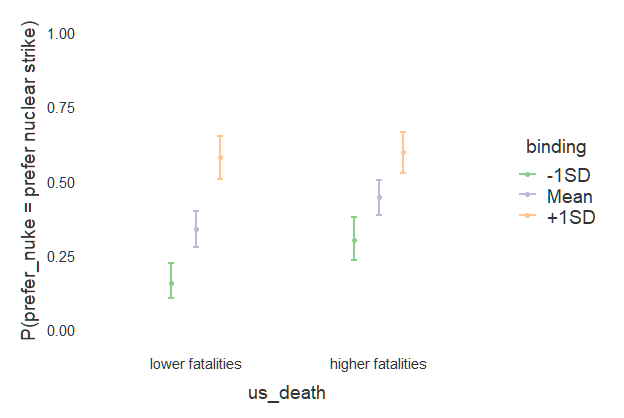 P(prefer_nuke = prefer nuclear strike)
1.00
0.75
0.50
0.25
0.00
lower fatalities
higher fatalities
us_death
binding
-1SD
Mean
+1SD